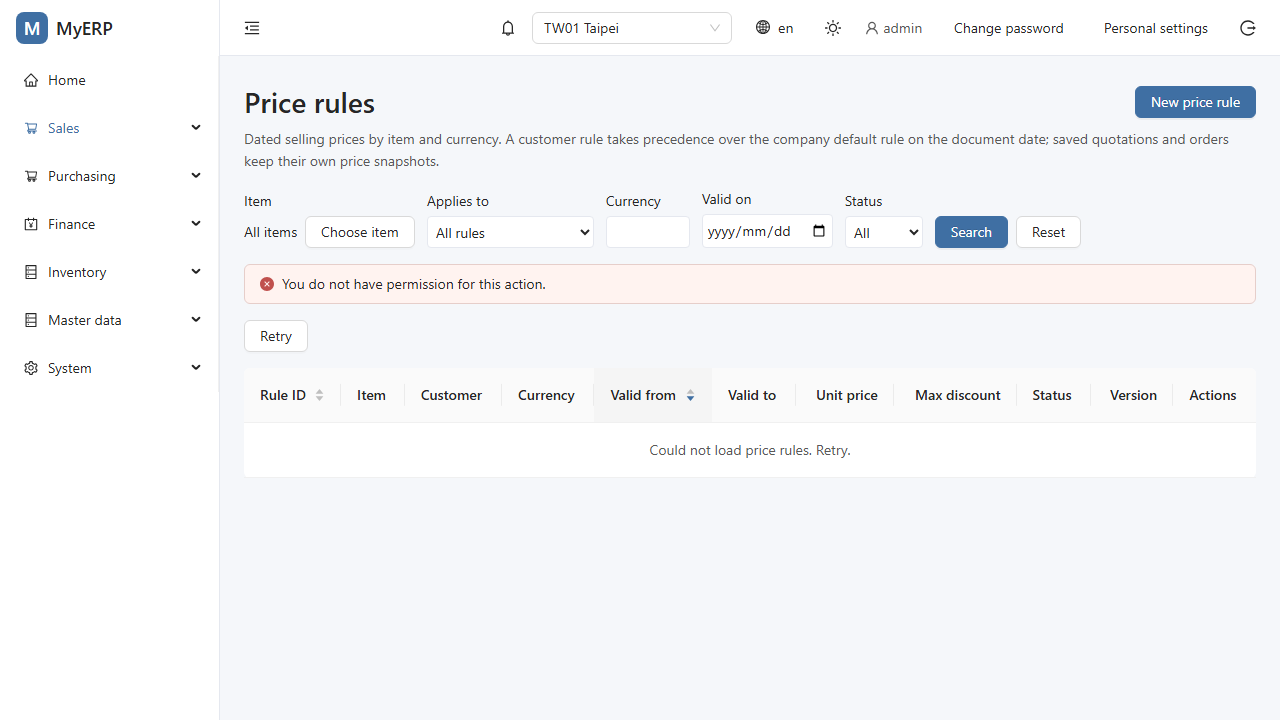 M MyERP
TW01 Taipei
en
admin
Change password
Personal settings
Home
Sales
Purchasing
Finance
Inventory
Master data
System
Price rules
New price rule
Dated selling prices by item and currency. A customer rule takes precedence over the company default rule on the document date; saved quotations and orders
keep their own price snapshots.
Item
Applies to
Currency
Valid on
Status
All items
Choose item
All rules
yyyy/mm/dd
All
Search
Reset
You do not have permission for this action.
Retry
Rule ID Item Customer Currency Valid from Valid to Unit price Max discount Status Version Actions
Could not load price rules. Retry.